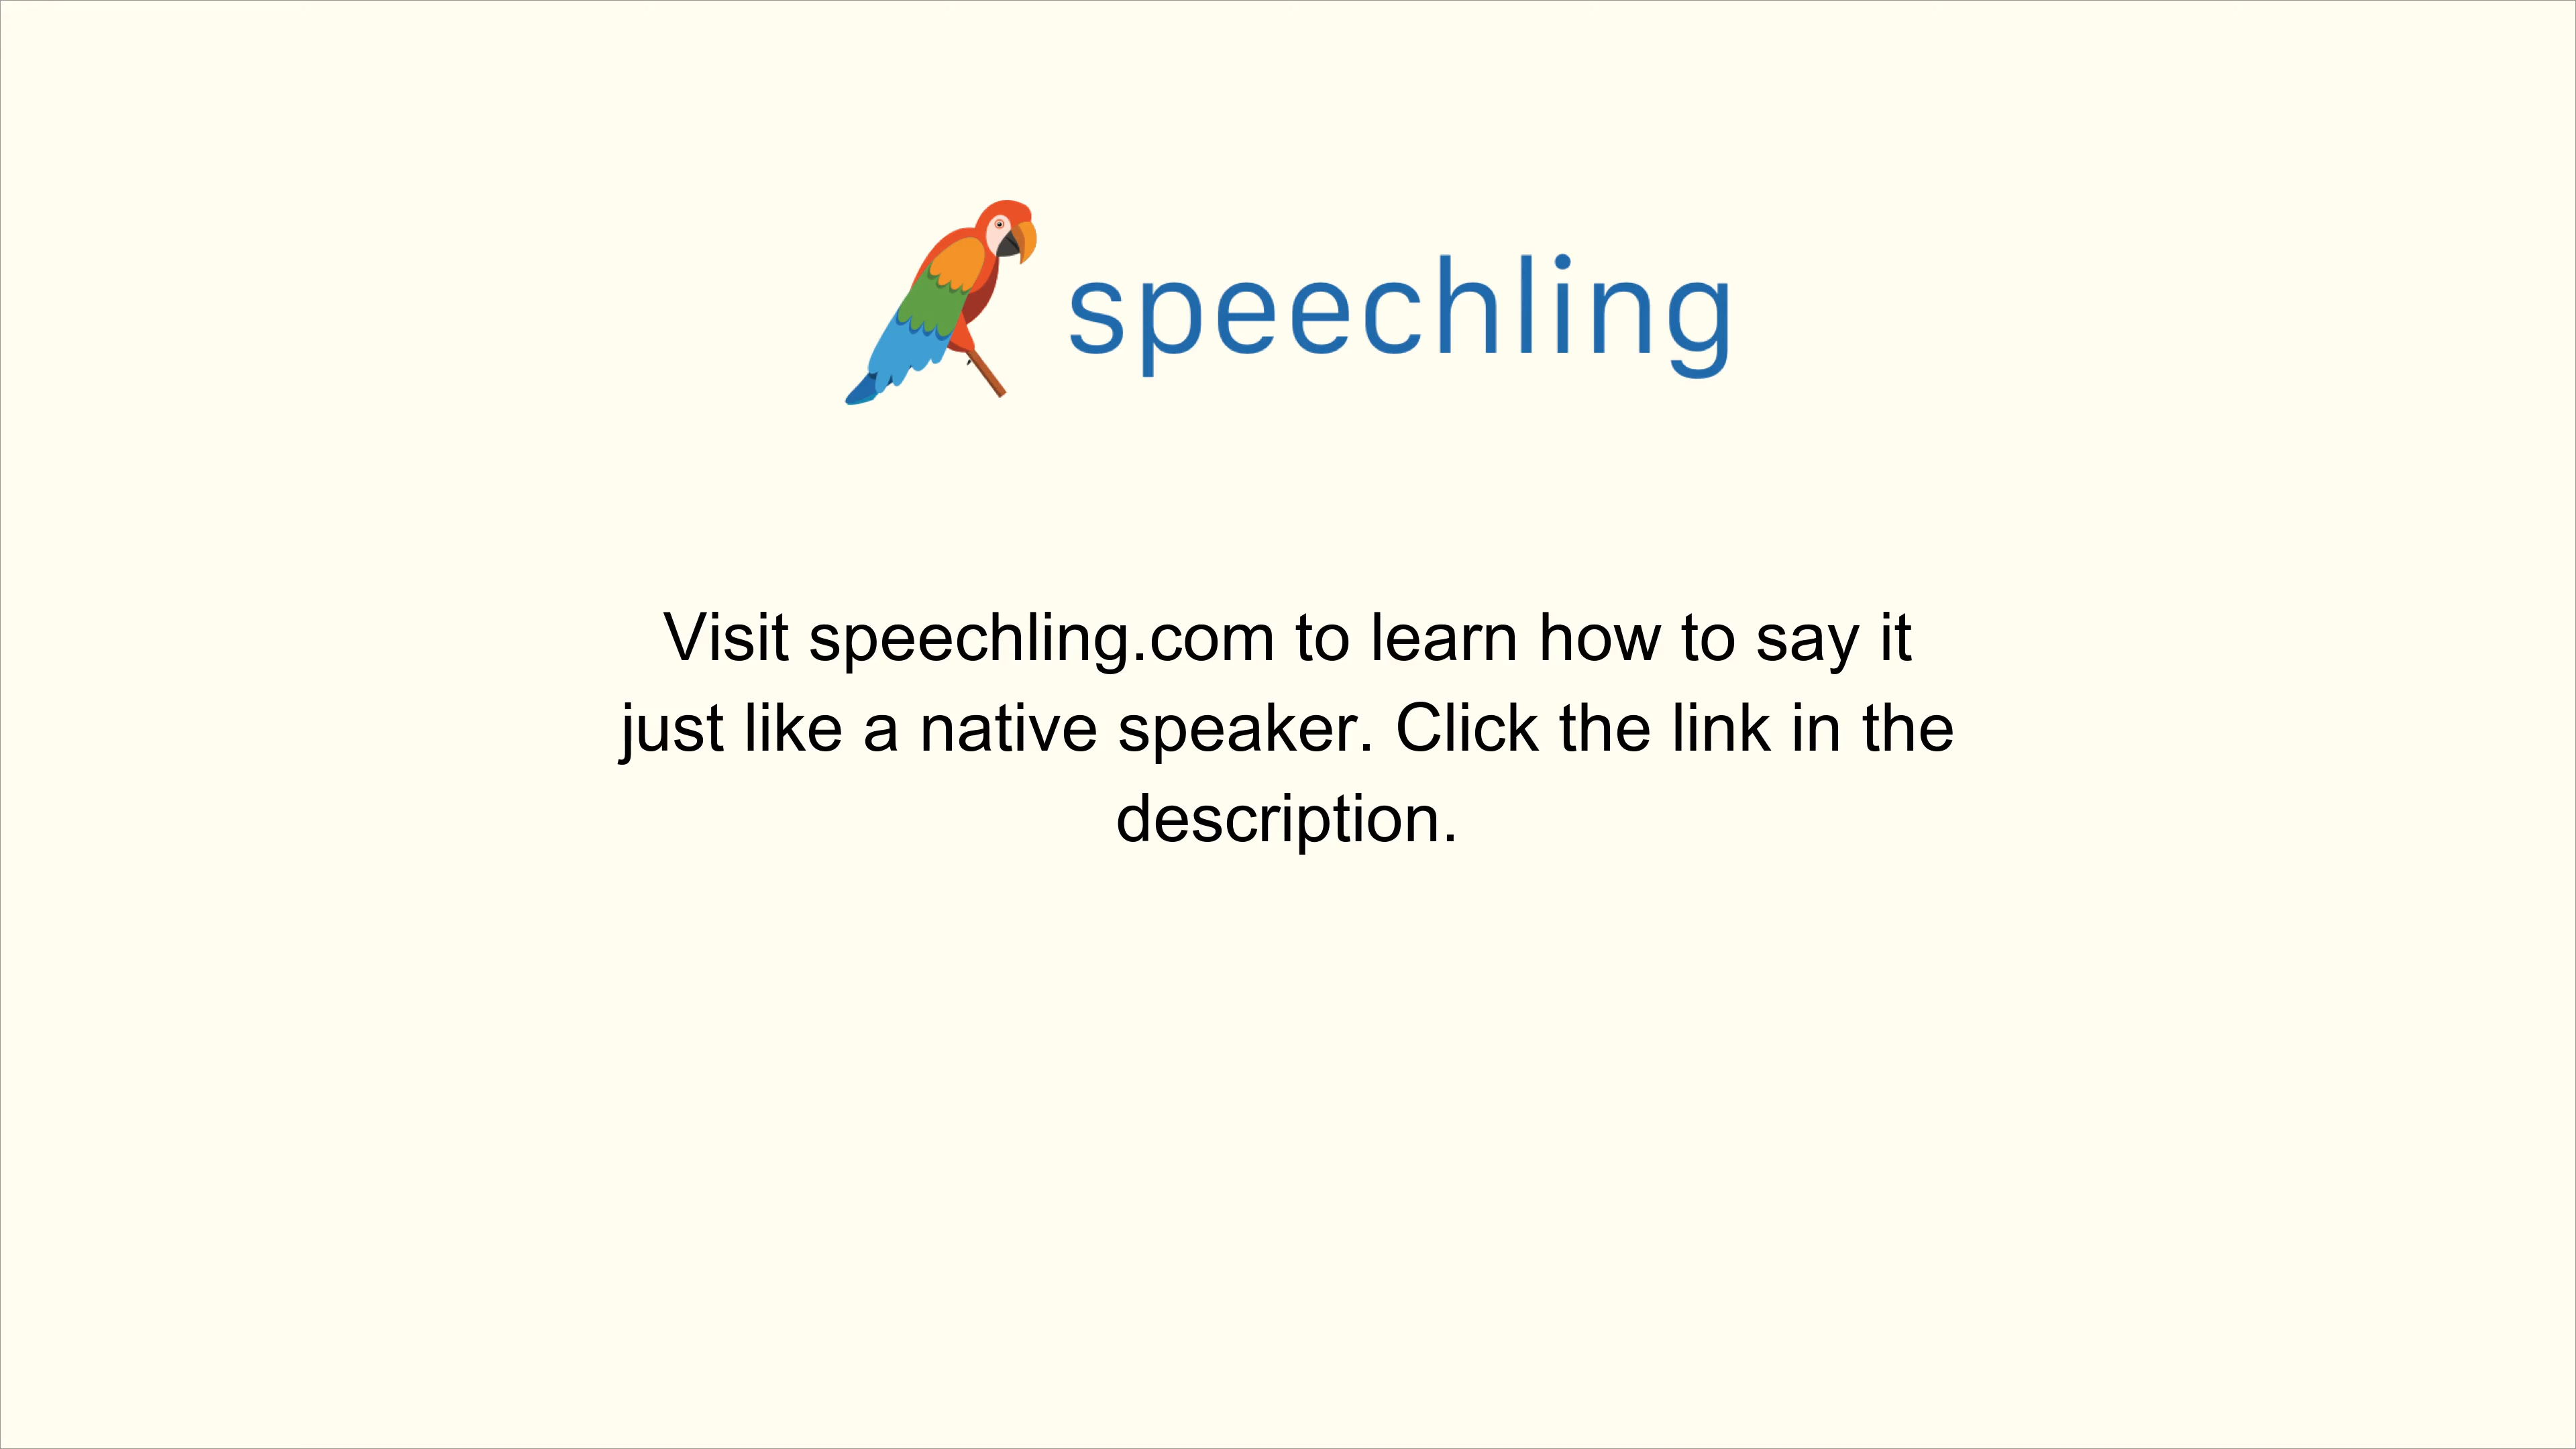 speechling
Visit speechling.com to learn how to say it
just like a native speaker. Click the link in the
description.